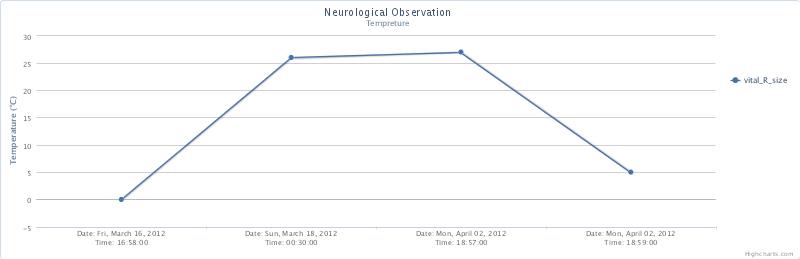 Neurological Observation
Tempreture
30
25
20
15
10
5
0
-5
Temperature (°C)
vital_R_size
Date: Fri, March 16, 2012
Time: 16:58:00
Date: Sun, March 18, 2012
Time: 00:30:00
Date: Mon, April 02, 2012
Time: 18:57:00
Date: Mon, April 02, 2012
Time: 18:59:00
Highcharts.com